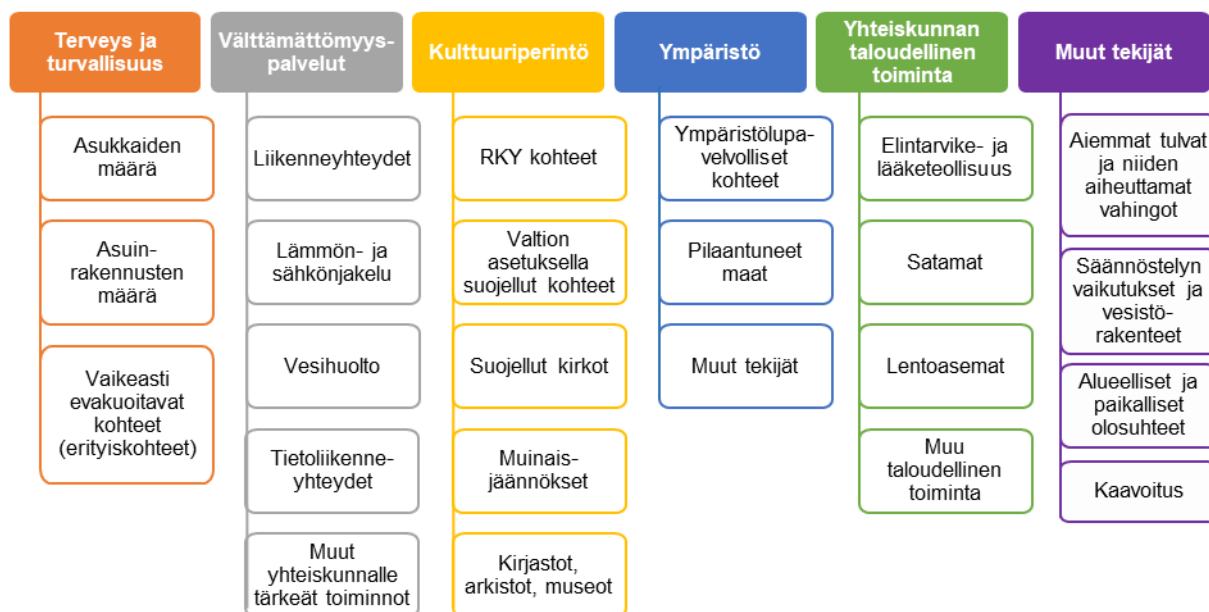 Terveys ja
turvallisuus
Asukkaiden
määrä
Asuin-
rakennusten
määrä
Vaikeasti
evakuoitavat
kohteet
(erityiskohteet)
Välttämättömyys-
palvelut
Liikenneyhteydet
Lämmön- ja
sähkönjakelu
Vesihuolto
Tietoliikenne-
yhteydet
Muut
yhteiskunnalle
tärkeät toiminnot
Kulttuuriperintö
RKY kohteet
Valtion
asetuksella
suojellut kohteet
Suojellut kirkot
Muinais-
jäännökset
Kirjastot,
arkistot, museot
Ympäristö
Ympäristölupa-
velvolliset
kohteet
Pilaantuneet
maat
Muut tekijät
Yhteiskunnan
taloudellinen
toiminta
Elintarvike- ja
lääketeollisuus
Satamat
Lentoasemat
Muu
taloudellinen
toiminta
Muut tekijät
Aiemmat tulvat
ja niiden
aiheuttamat
vahingot
Säännöstelyn
vaikutukset ja
vesistö-
rakenteet
Alueelliset ja
paikalliset
olosuhteet
Kaavoitus